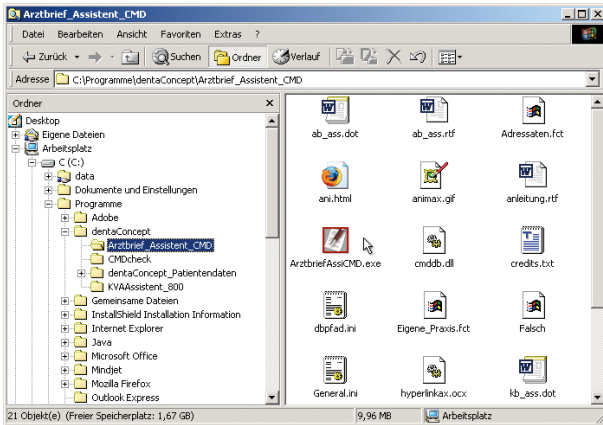 Arztbrief_Assistent_CMD
Datei Bearbeiten Ansicht Favoriten Extras ?
Zurück Suchen Ordner Verlauf
Adresse C:\Programme\dentaConcept\Arztbrief_Assistent_CMD
Ordner
Desktop
Eigene Dateien
Arbeitsplatz
C (C:)
data
Dokumente und Einstellungen
Programme
Adobe
dentaConcept
Arztbrief_Assistent_CMD
CMDcheck
dentaConcept_Patientendaten
KVAAssistent_800
Gemeinsame Dateien
InstallShield Installation Information
Internet Explorer
Java
Microsoft Office
Mindjet
Mozilla Firefox
Outlook Express
ab_ass.dot ab_ass.rtf Adressaten.fct
ani.html animax.gif anleitung.rtf
ArztbriefAssiCMD.exe cmddb.dll credits.txt
dbpfad.ini Eigene_Praxis.fct Falsch
General.ini hyperlinkax.ocx kb_ass.dot
21 Objekt(e) (Freier Speicherplatz: 1,67 GB) 9,96 MB Arbeitsplatz